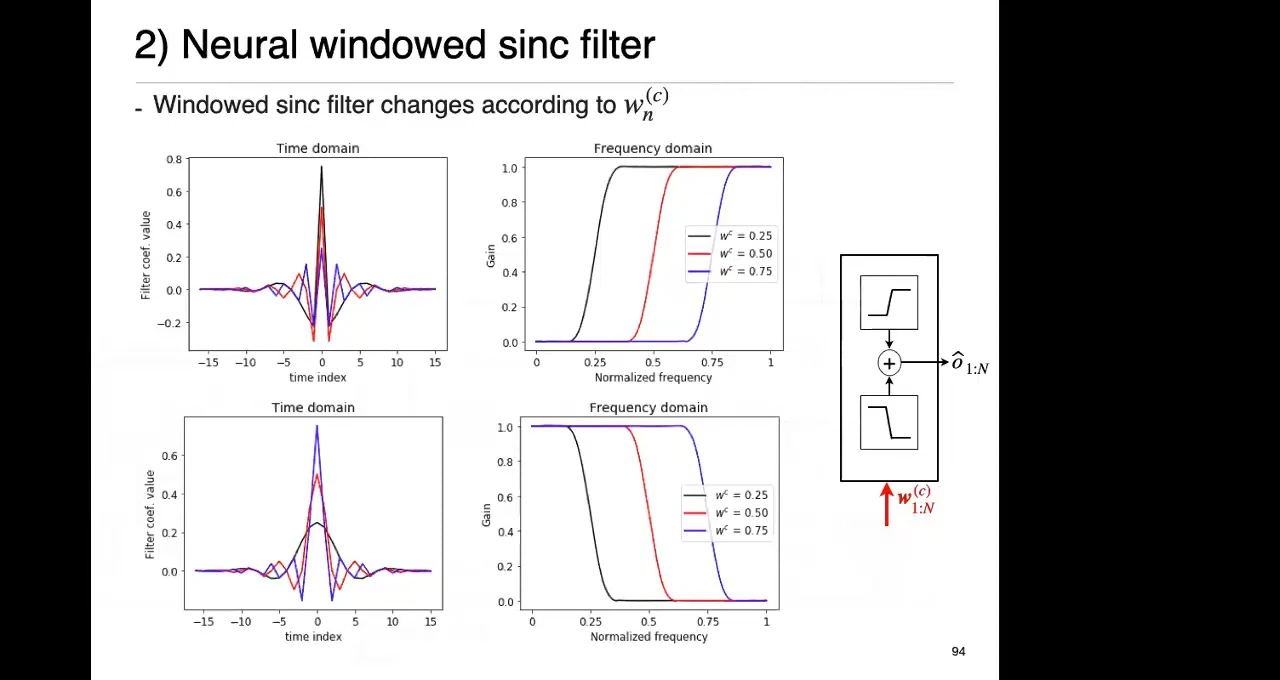 2) Neural windowed sinc filter
- Windowed sinc filter changes according to w_n^(c)
Time domain
Filter coef. value
0.8
0.6
0.4
0.2
0.0
−0.2
−15 −10 −5 0 5 10 15
time index
Frequency domain
Gain
1.0
0.8
0.6
0.4
0.2
0.0
w^c = 0.25
w^c = 0.50
w^c = 0.75
0 0.25 0.5 0.75 1
Normalized frequency
Time domain
Filter coef. value
0.6
0.4
0.2
0.0
−15 −10 −5 0 5 10 15
time index
Frequency domain
Gain
1.0
0.8
0.6
0.4
0.2
0.0
w^c = 0.25
w^c = 0.50
w^c = 0.75
0 0.25 0.5 0.75 1
Normalized frequency
+
ô_1:N
w_1:N^(c)
94